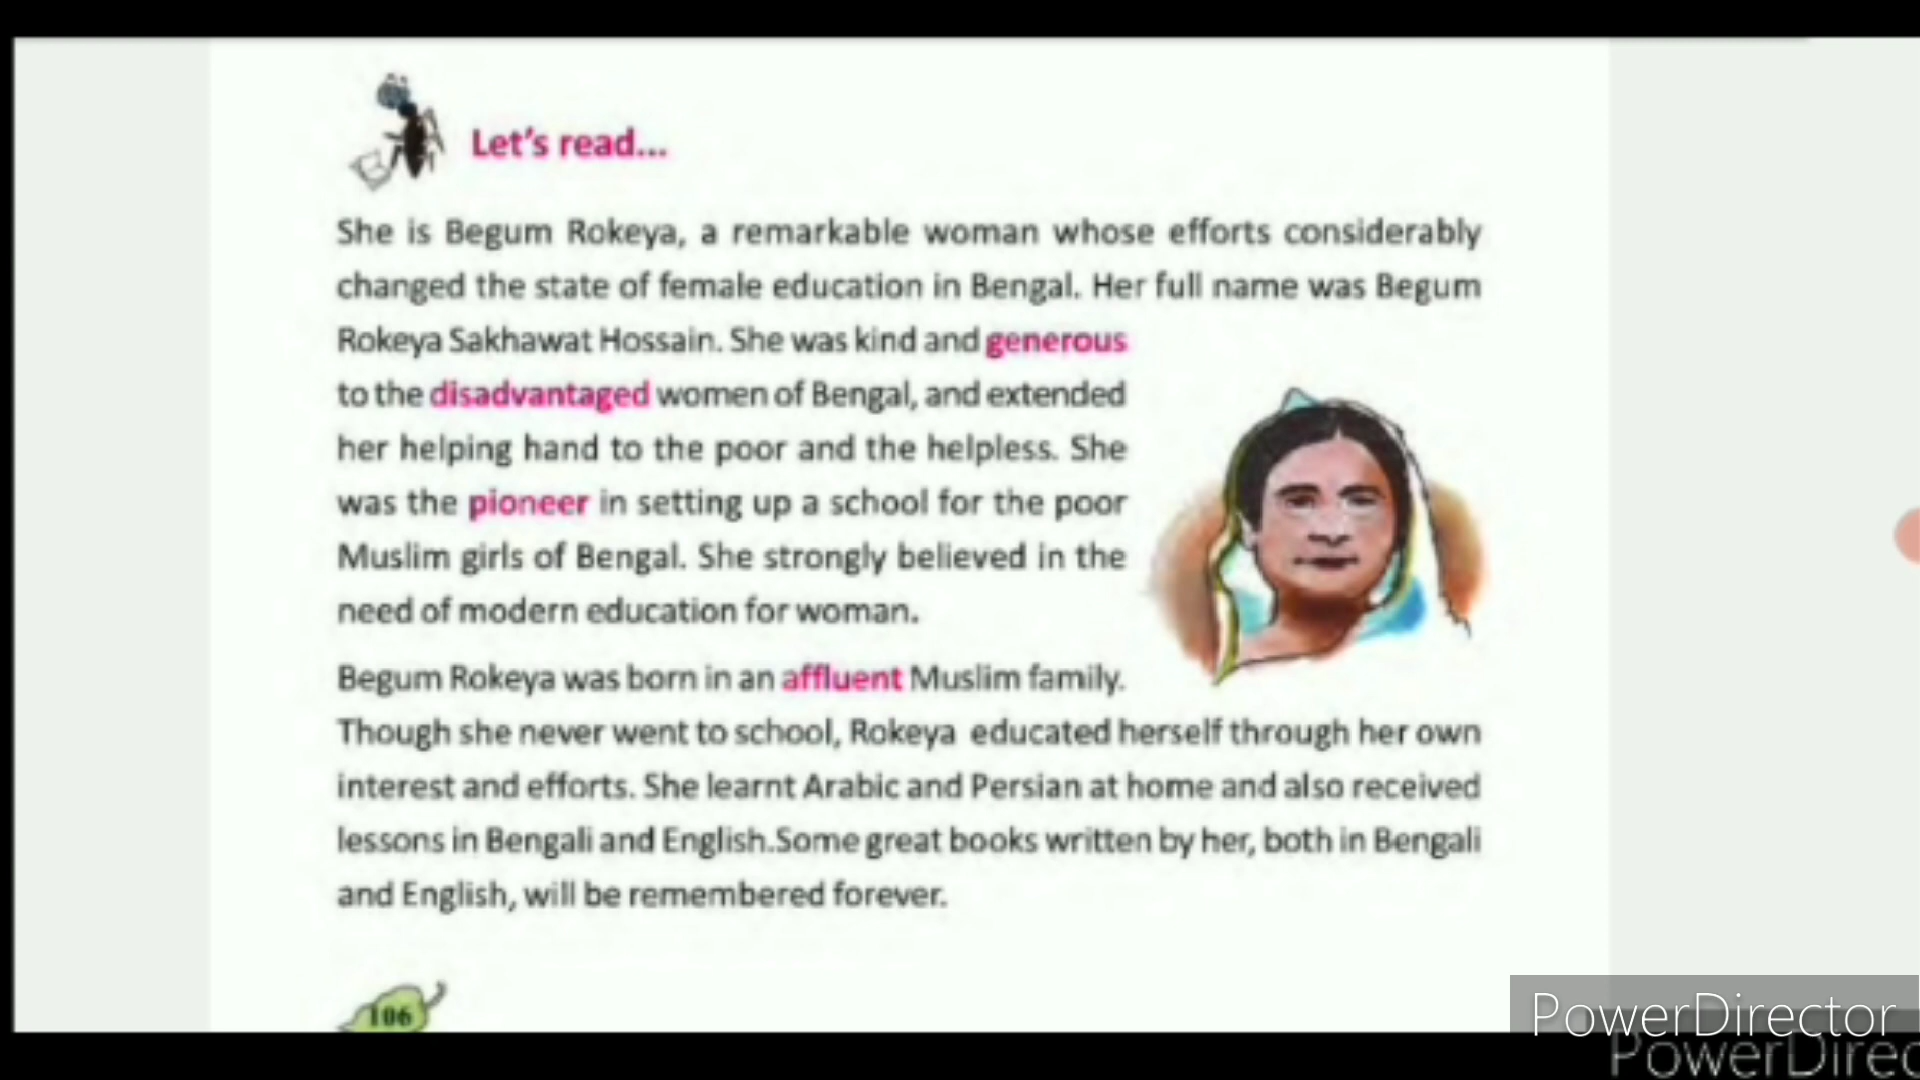 Let's read...
She is Begum Rokeya, a remarkable woman whose efforts considerably
changed the state of female education in Bengal. Her full name was Begum
Rokeya Sakhawat Hossain. She was kind and generous
to the disadvantaged women of Bengal, and extended
her helping hand to the poor and the helpless. She
was the pioneer in setting up a school for the poor
Muslim girls of Bengal. She strongly believed in the
need of modern education for woman.
Begum Rokeya was born in an affluent Muslim family.
Though she never went to school, Rokeya educated herself through her own
interest and efforts. She learnt Arabic and Persian at home and also received
lessons in Bengali and English.Some great books written by her, both in Bengali
and English, will be remembered forever.
106
PowerDirector
PowerDirec